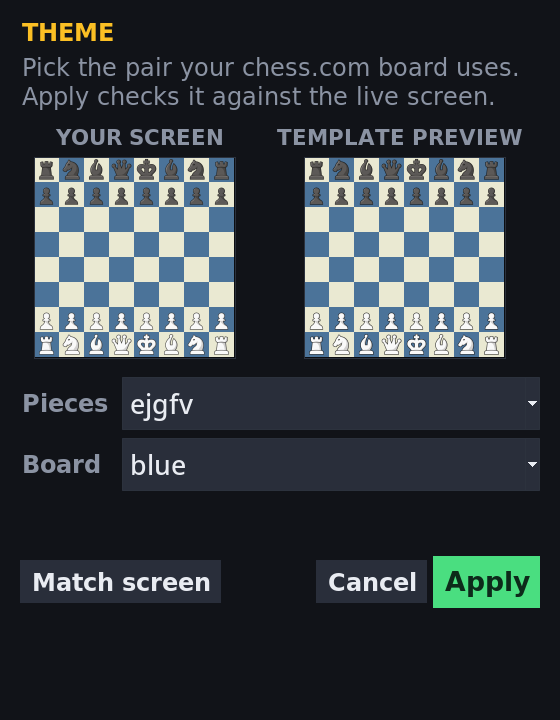 THEME
Pick the pair your chess.com board uses.
Apply checks it against the live screen.
YOUR SCREEN
TEMPLATE PREVIEW
Pieces ejgfv
Board blue
Match screen Cancel Apply